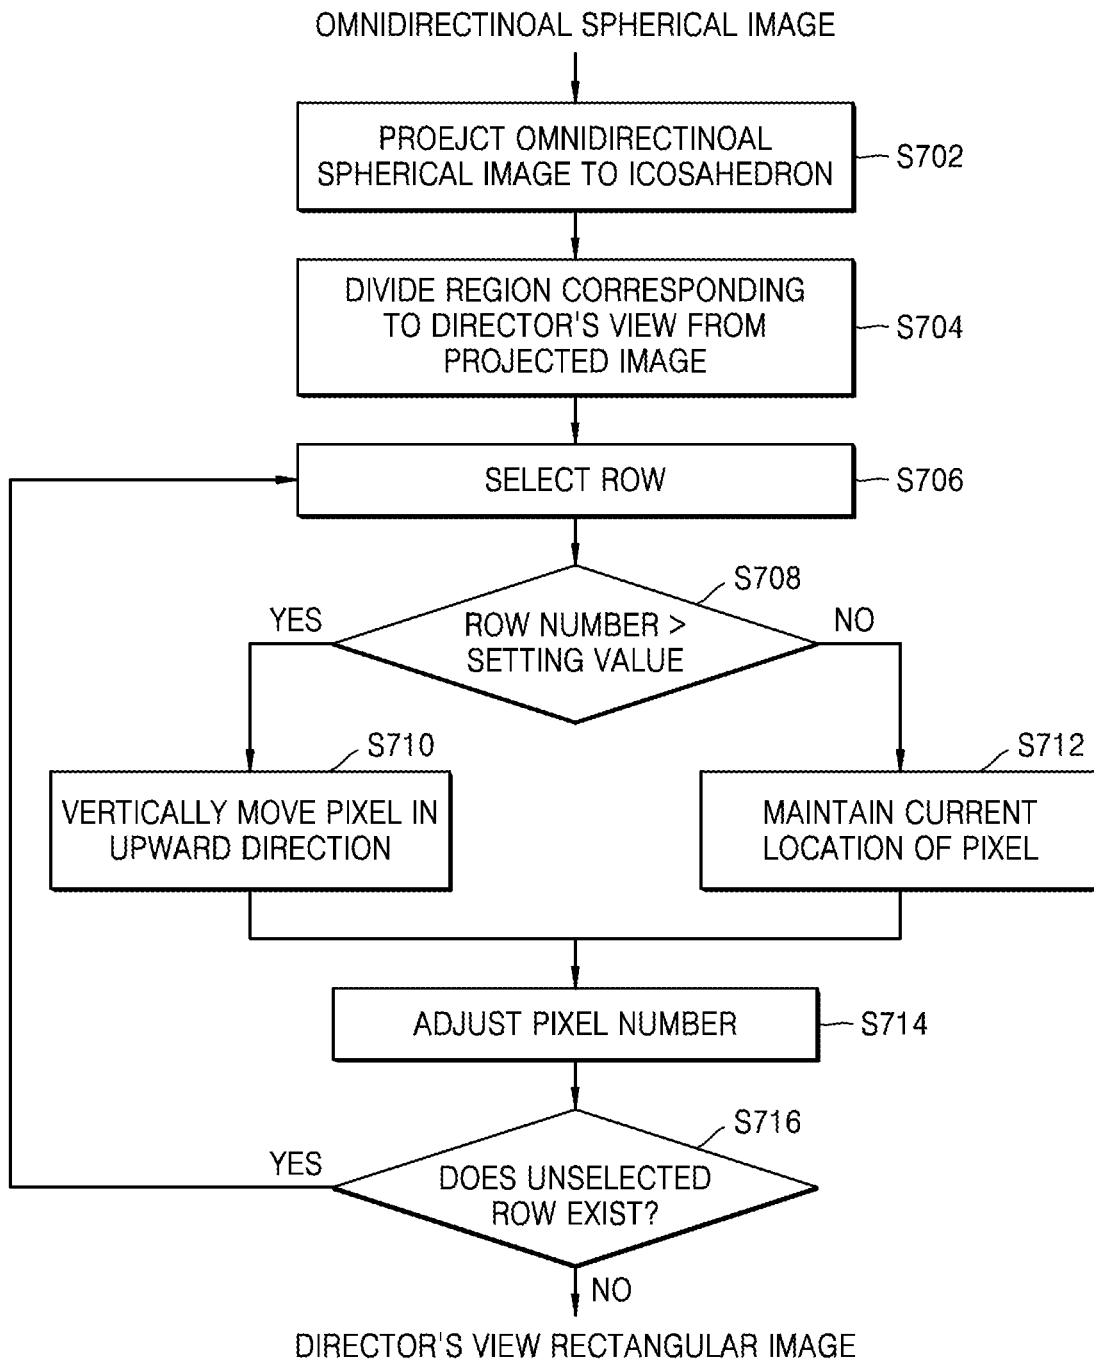 OMNIDIRECTINOAL SPHERICAL IMAGE
PROEJCT OMNIDIRECTINOAL
SPHERICAL IMAGE TO ICOSAHEDRON
S702
DIVIDE REGION CORRESPONDING
TO DIRECTOR'S VIEW FROM
PROJECTED IMAGE
S704
SELECT ROW
S706
S708
YES
ROW NUMBER >
SETTING VALUE
NO
S710
VERTICALLY MOVE PIXEL IN
UPWARD DIRECTION
S712
MAINTAIN CURRENT
LOCATION OF PIXEL
ADJUST PIXEL NUMBER
S714
S716
YES
DOES UNSELECTED
ROW EXIST?
NO
DIRECTOR'S VIEW RECTANGULAR IMAGE